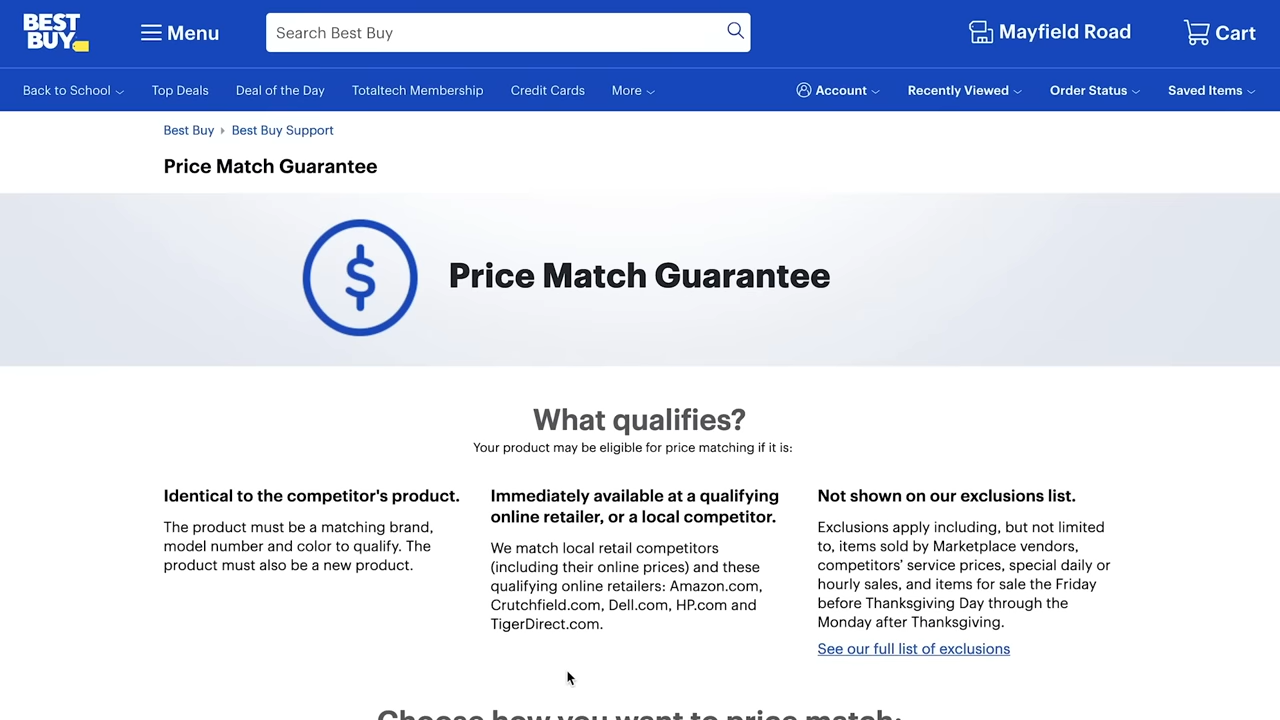 BEST
BUY
Menu
Search Best Buy
Mayfield Road
Cart
Back to School
Top Deals
Deal of the Day
Totaltech Membership
Credit Cards
More
Account
Recently Viewed
Order Status
Saved Items
Best Buy
Best Buy Support
Price Match Guarantee
$
Price Match Guarantee
What qualifies?
Your product may be eligible for price matching if it is:
Identical to the competitor's product.
The product must be a matching brand,
model number and color to qualify. The
product must also be a new product.
Immediately available at a qualifying
online retailer, or a local competitor.
We match local retail competitors
(including their online prices) and these
qualifying online retailers: Amazon.com,
Crutchfield.com, Dell.com, HP.com and
TigerDirect.com.
Not shown on our exclusions list.
Exclusions apply including, but not limited
to, items sold by Marketplace vendors,
competitors' service prices, special daily or
hourly sales, and items for sale the Friday
before Thanksgiving Day through the
Monday after Thanksgiving.
See our full list of exclusions
Choose how you want to price match: